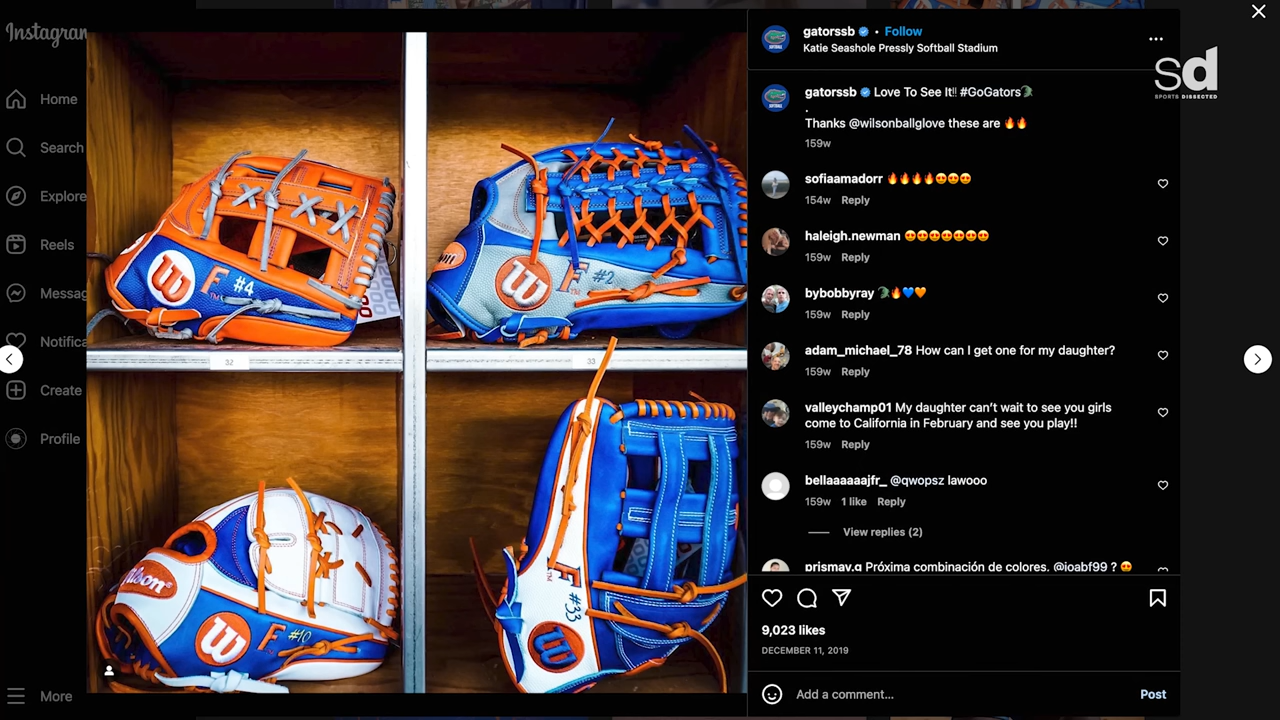 Instagram
Home
Search
Explore
Reels
Messag
Notifica
Create
Profile
More
W
F
TM
#4
32
W
F
#2
33
Wilson
W
F
#10
TM
F
#33
W
gatorssb • Follow
Katie Seashole Pressly Softball Stadium
sd
SPORTS DISSECTED
gatorssb Love To See It!! #GoGators
.
Thanks @wilsonballglove these are 🔥🔥
159w
sofiaamadorr 🔥🔥🔥🔥😍😍😍
154w Reply
haleigh.newman 😍😍😍😍😍😍😍
159w Reply
bybobbyray 🐊🔥💙🧡
159w Reply
adam_michael_78 How can I get one for my daughter?
159w Reply
valleychamp01 My daughter can't wait to see you girls
come to California in February and see you play!!
159w Reply
bellaaaaaajfr_ @qwopsz lawooo
159w 1 like Reply
View replies (2)
prismav.g Próxima combinación de colores. @joabf99 ? 😍
9,023 likes
DECEMBER 11, 2019
Add a comment...
Post